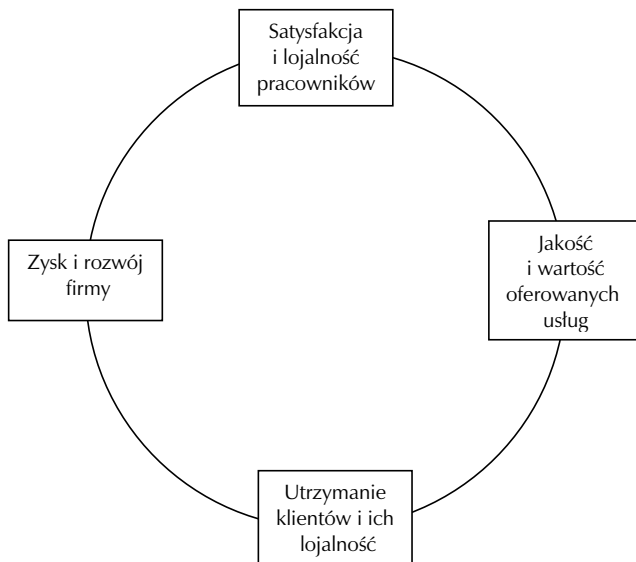 Satysfakcja
i lojalność
pracowników
Zysk i rozwój
firmy
Jakość
i wartość
oferowanych
usług
Utrzymanie
klientów i ich
lojalność